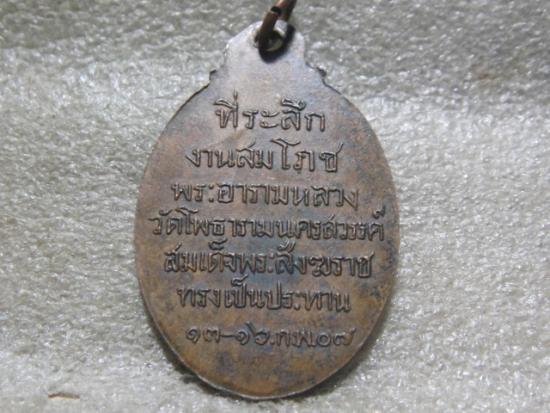 ที่ระลึก
งานสมโภช
พระอารามหลวง
วัดโพธารามนครสวรรค์
สมเด็จพระสังฆราช
ทรงเป็นประทาน
๑๓-๑๖.ก.พ.๐๗